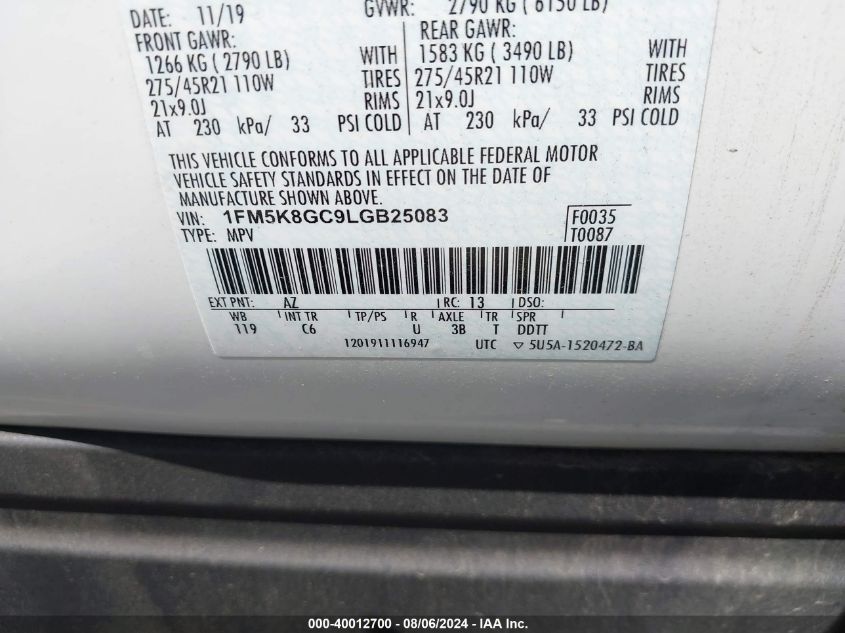 DATE: 11/19 GVWR: 2790 KG ( 6150 LB)
FRONT GAWR: REAR GAWR:
1266 KG ( 2790 LB) WITH 1583 KG ( 3490 LB) WITH
275/45R21 110W TIRES 275/45R21 110W TIRES
21x9.0J RIMS 21x9.0J RIMS
AT 230 kPa/ 33 PSI COLD AT 230 kPa/ 33 PSI COLD
THIS VEHICLE CONFORMS TO ALL APPLICABLE FEDERAL MOTOR
VEHICLE SAFETY STANDARDS IN EFFECT ON THE DATE OF
MANUFACTURE SHOWN ABOVE.
VIN: 1FM5K8GC9LGB25083 F0035
TYPE: MPV T0087
EXT PNT: AZ RC: 13 DSO:
WB INT TR TP/PS R AXLE TR SPR
119 C6 U 3B T DDTT
1201911116947 UTC ▽ 5U5A-1520472-BA
000-40012700 - 08/06/2024 - IAA Inc.